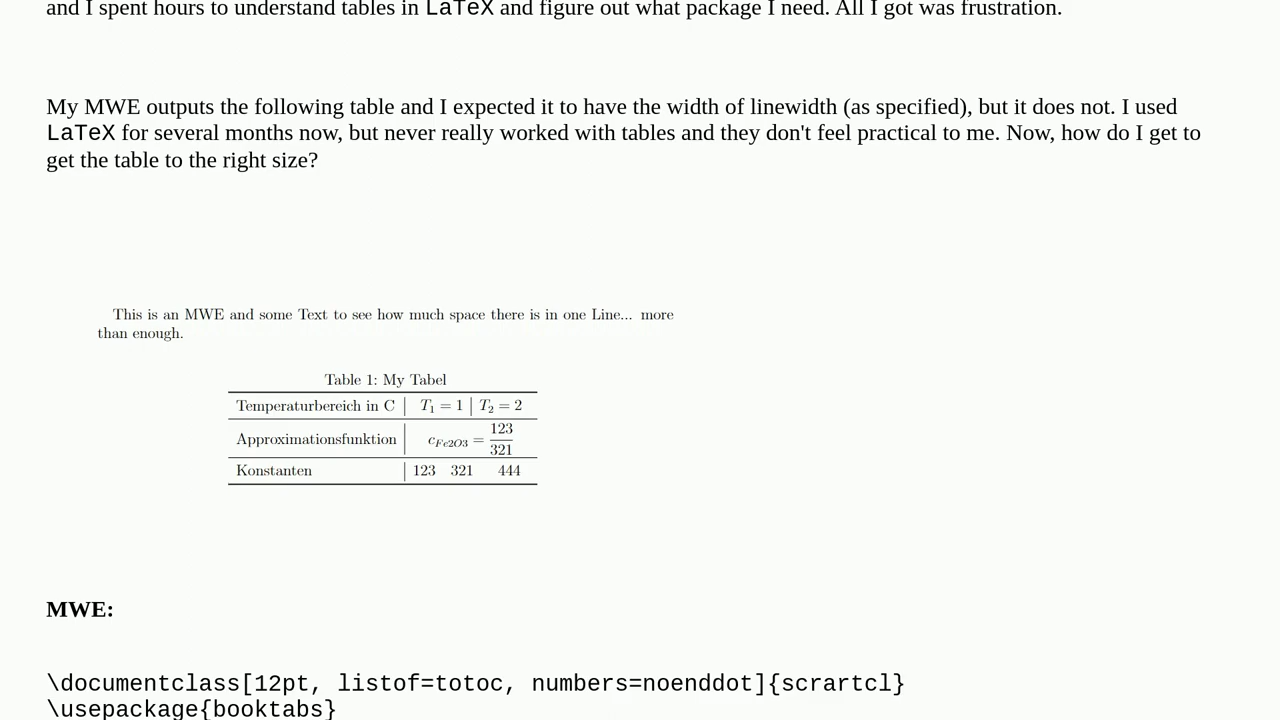 and I spent hours to understand tables in LaTeX and figure out what package I need. All I got was frustration.
My MWE outputs the following table and I expected it to have the width of linewidth (as specified), but it does not. I used
LaTeX for several months now, but never really worked with tables and they don't feel practical to me. Now, how do I get to
get the table to the right size?
This is an MWE and some Text to see how much space there is in one Line... more
than enough.
Table 1: My Tabel
Temperaturbereich in C | T₁ = 1 | T₂ = 2
Approximationsfunktion | c_{Fe2O3} = 123/321
Konstanten | 123 321 444
MWE:
\documentclass[12pt, listof=totoc, numbers=noenddot]{scrartcl}
\usepackage{booktabs}